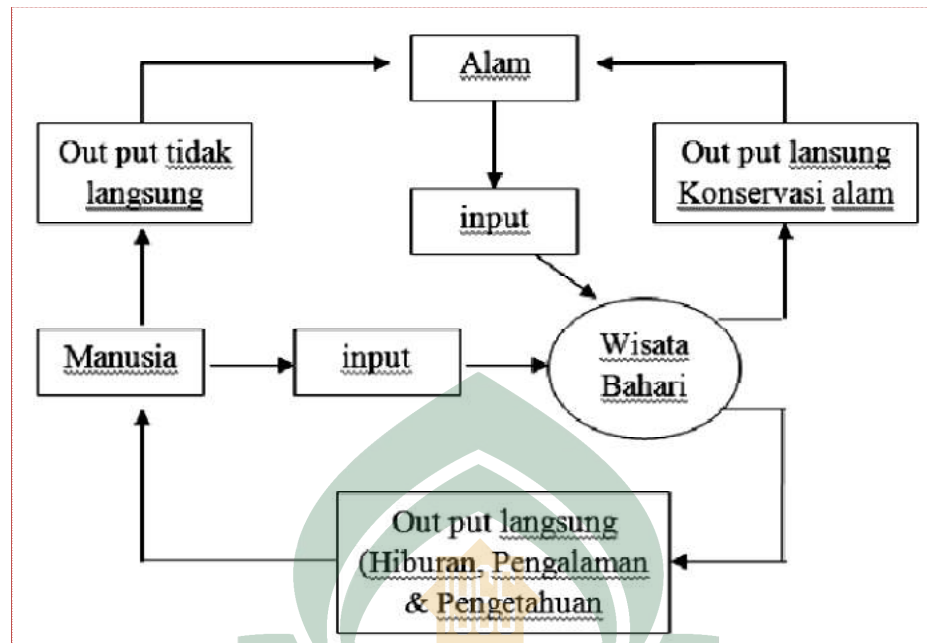 Alam
Out put tidak
langsung
Out put lansung
Konservasi alam
input
Manusia
input
Wisata
Bahari
Out put langsung
(Hiburan, Pengalaman
& Pengetahuan